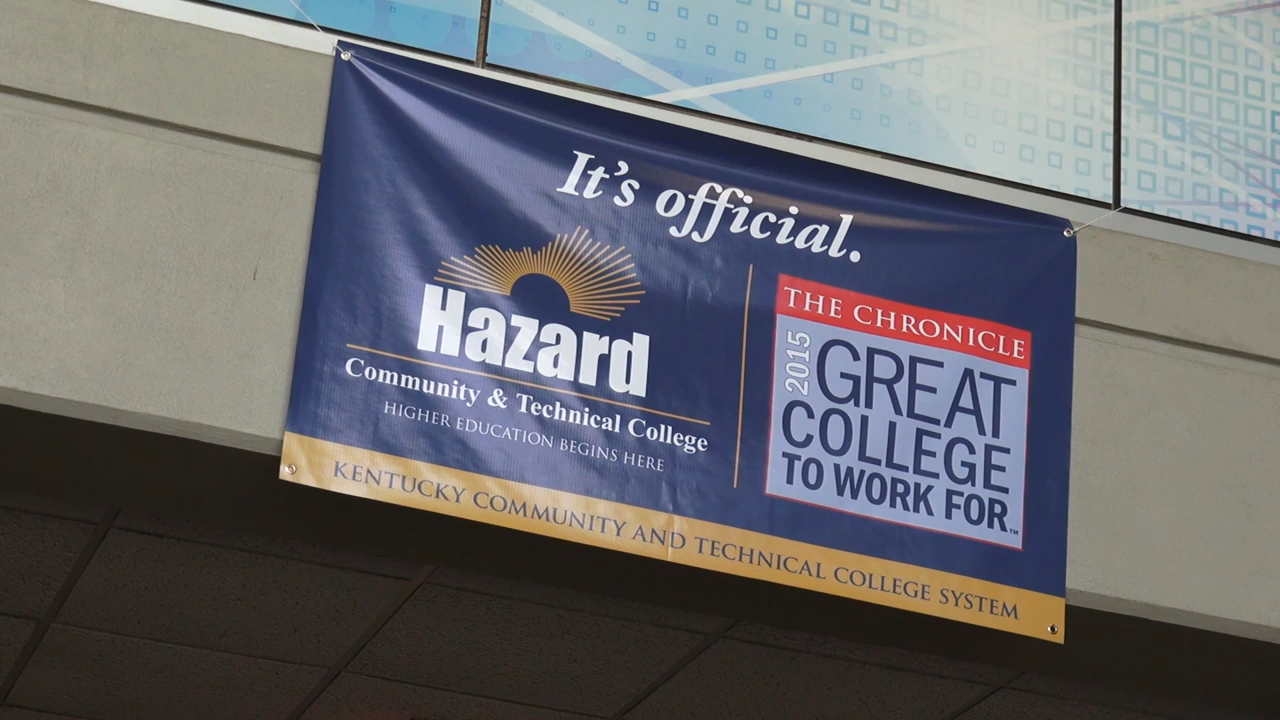 It's official.
Hazard
Community & Technical College
HIGHER EDUCATION BEGINS HERE
THE CHRONICLE
2015
GREAT
COLLEGE
TO WORK FOR™
KENTUCKY COMMUNITY AND TECHNICAL COLLEGE SYSTEM